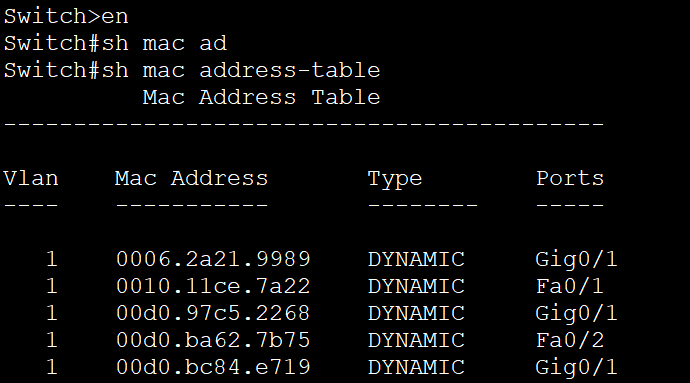 Switch>en
Switch#sh mac ad
Switch#sh mac address-table
          Mac Address Table
-------------------------------------------

Vlan    Mac Address       Type        Ports
----    -----------       --------    -----

   1    0006.2a21.9989    DYNAMIC     Gig0/1
   1    0010.11ce.7a22    DYNAMIC     Fa0/1
   1    00d0.97c5.2268    DYNAMIC     Gig0/1
   1    00d0.ba62.7b75    DYNAMIC     Fa0/2
   1    00d0.bc84.e719    DYNAMIC     Gig0/1